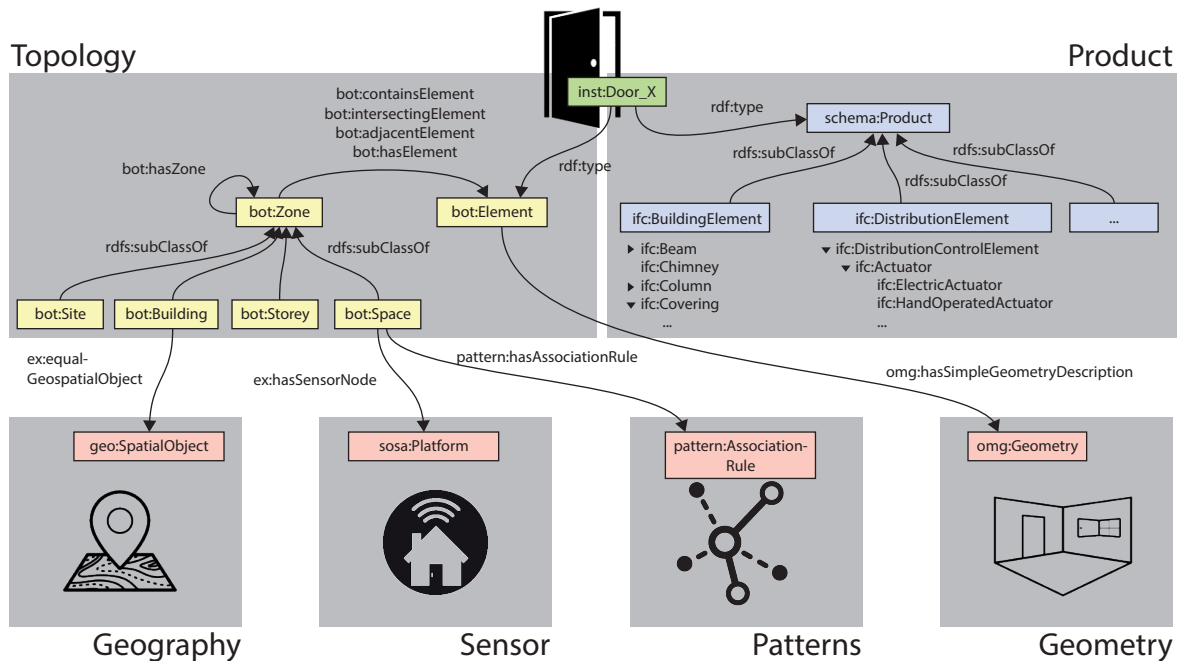 Topology
Product
inst:Door_X
bot:containsElement
bot:intersectingElement
bot:adjacentElement
bot:hasElement
rdf:type
rdf:type
schema:Product
bot:hasZone
rdfs:subClassOf
rdfs:subClassOf
rdfs:subClassOf
bot:Zone
bot:Element
ifc:BuildingElement
ifc:DistributionElement
...
rdfs:subClassOf
rdfs:subClassOf
ifc:Beam
ifc:Chimney
ifc:Column
ifc:Covering
...
ifc:DistributionControlElement
ifc:Actuator
ifc:ElectricActuator
ifc:HandOperatedActuator
...
bot:Site
bot:Building
bot:Storey
bot:Space
ex:equal-
GeospatialObject
ex:hasSensorNode
pattern:hasAssociationRule
omg:hasSimpleGeometryDescription
geo:SpatialObject
sosa:Platform
pattern:Association-
Rule
omg:Geometry
Geography
Sensor
Patterns
Geometry